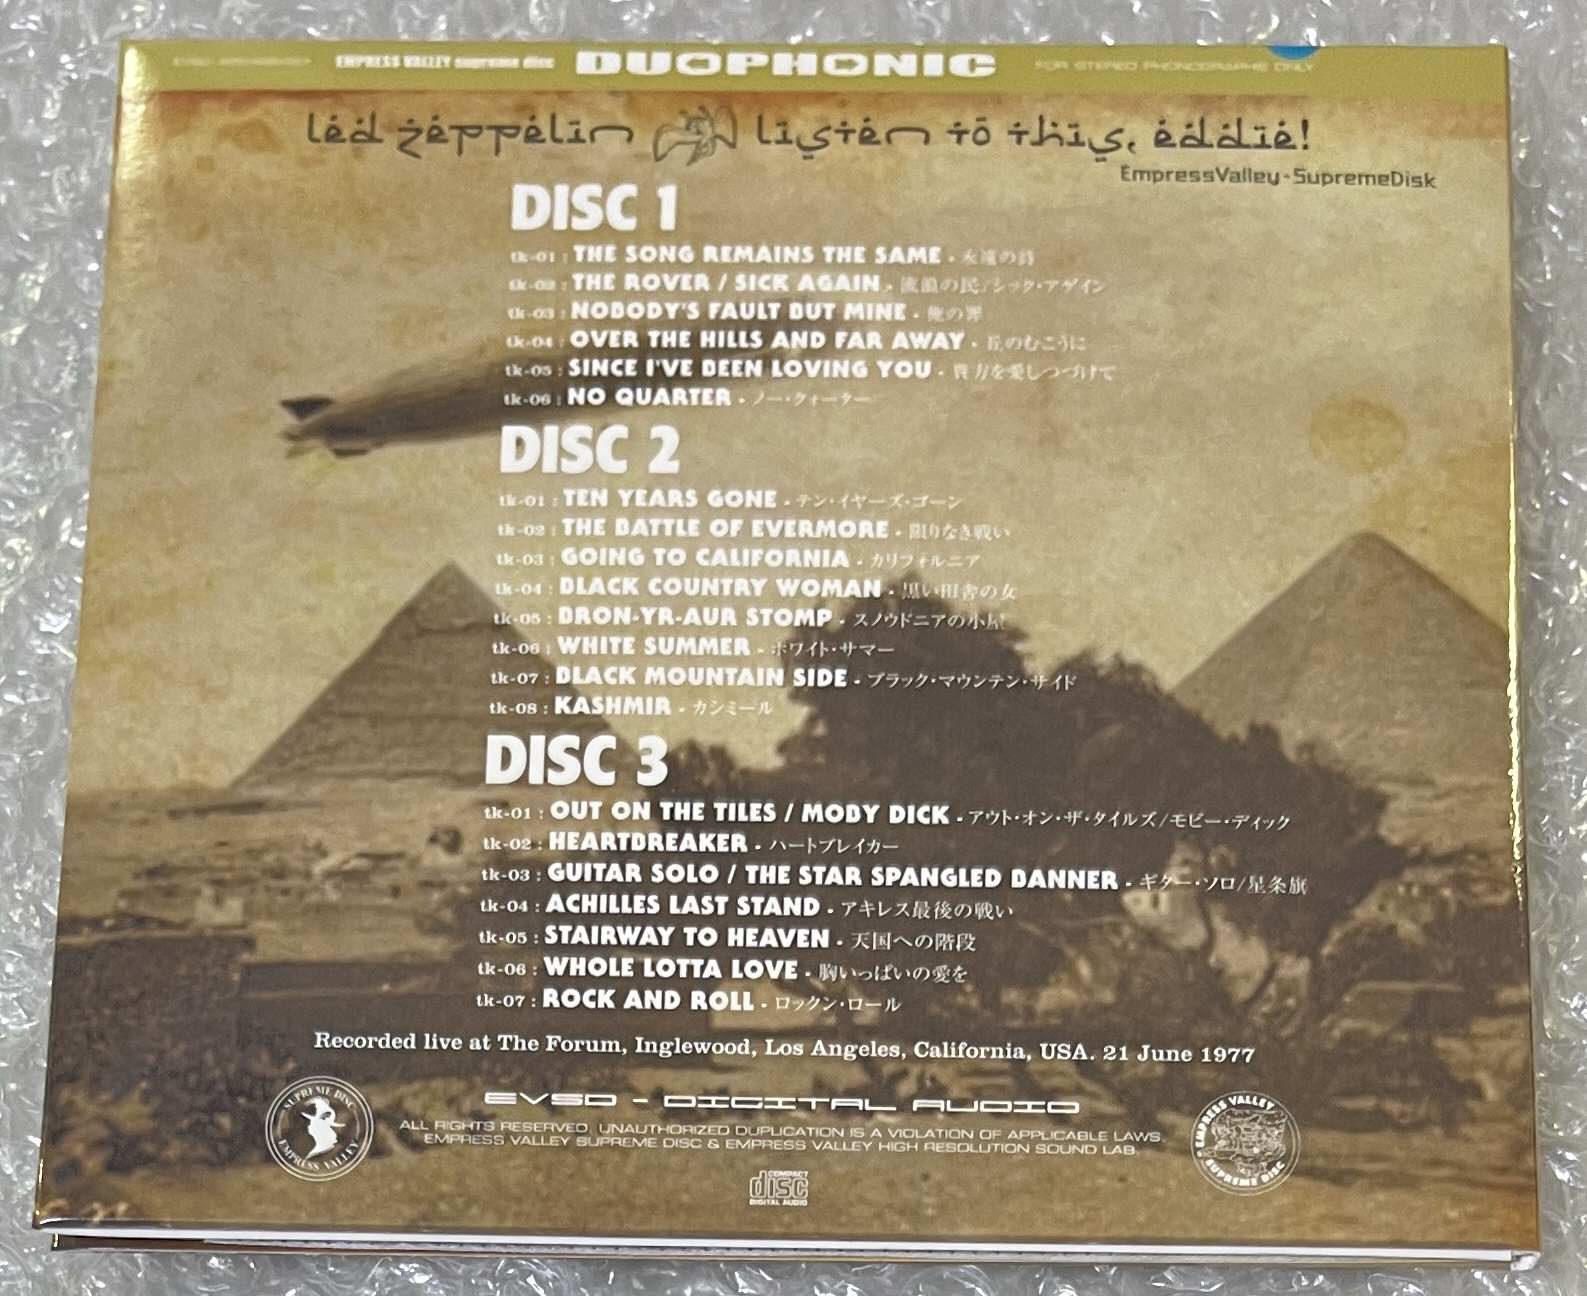 EMPRESS VALLEY supreme disc DUOPHONIC FOR STEREO PHONOGRAPHS ONLY
led zeppelin listen to this, eddie!
EmpressValley-SupremeDisk
DISC 1
tk-01 : THE SONG REMAINS THE SAME - 永遠の詩
tk-02 : THE ROVER / SICK AGAIN - 流浪の民/シック・アゲイン
tk-03 : NOBODY'S FAULT BUT MINE - 俺の罪
tk-04 : OVER THE HILLS AND FAR AWAY - 丘のむこうに
tk-05 : SINCE I'VE BEEN LOVING YOU - 貴方を愛しつづけて
tk-06 : NO QUARTER - ノー・クォーター
DISC 2
tk-01 : TEN YEARS GONE - テン・イヤーズ・ゴーン
tk-02 : THE BATTLE OF EVERMORE - 限りなき戦い
tk-03 : GOING TO CALIFORNIA - カリフォルニア
tk-04 : BLACK COUNTRY WOMAN - 黒い田舎の女
tk-05 : BRON-YR-AUR STOMP - スノウドニアの小屋
tk-06 : WHITE SUMMER - ホワイト・サマー
tk-07 : BLACK MOUNTAIN SIDE - ブラック・マウンテン・サイド
tk-08 : KASHMIR - カシミール
DISC 3
tk-01 : OUT ON THE TILES / MOBY DICK - アウト・オン・ザ・タイルズ/モビー・ディック
tk-02 : HEARTBREAKER - ハートブレイカー
tk-03 : GUITAR SOLO / THE STAR SPANGLED BANNER - ギター・ソロ/星条旗
tk-04 : ACHILLES LAST STAND - アキレス最後の戦い
tk-05 : STAIRWAY TO HEAVEN - 天国への階段
tk-06 : WHOLE LOTTA LOVE - 胸いっぱいの愛を
tk-07 : ROCK AND ROLL - ロックン・ロール
Recorded live at The Forum, Inglewood, Los Angeles, California, USA. 21 June 1977
EVSD - DIGITAL AUDIO
ALL RIGHTS RESERVED. UNAUTHORIZED DUPLICATION IS A VIOLATION OF APPLICABLE LAWS.
EMPRESS VALLEY SUPREME DISC & EMPRESS VALLEY HIGH RESOLUTION SOUND LAB.
SUPREME DISC
EMPRESS VALLEY
EMPRESS VALLEY
SUPREME DISC
COMPACT
disc
DIGITAL AUDIO